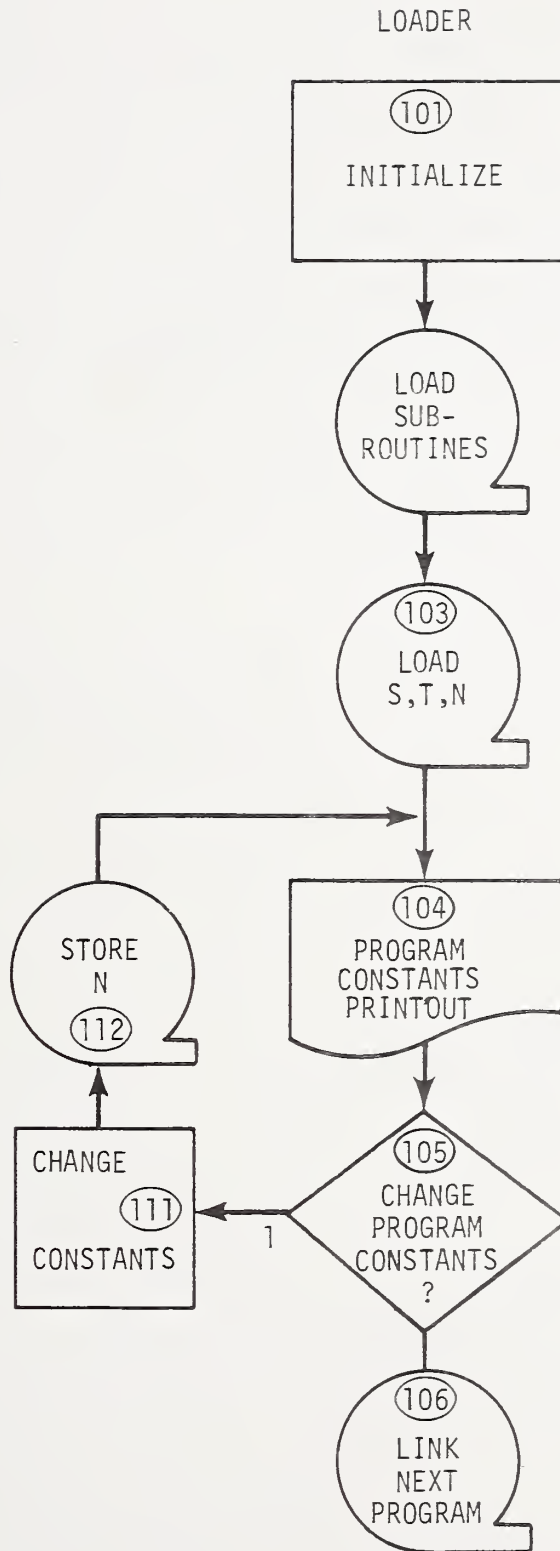 LOADER
101
INITIALIZE
LOAD
SUB-
ROUTINES
103
LOAD
S,T,N
104
PROGRAM
CONSTANTS
PRINTOUT
105
CHANGE
PROGRAM
CONSTANTS
?
1
CHANGE
111
CONSTANTS
STORE
N
112
106
LINK
NEXT
PROGRAM